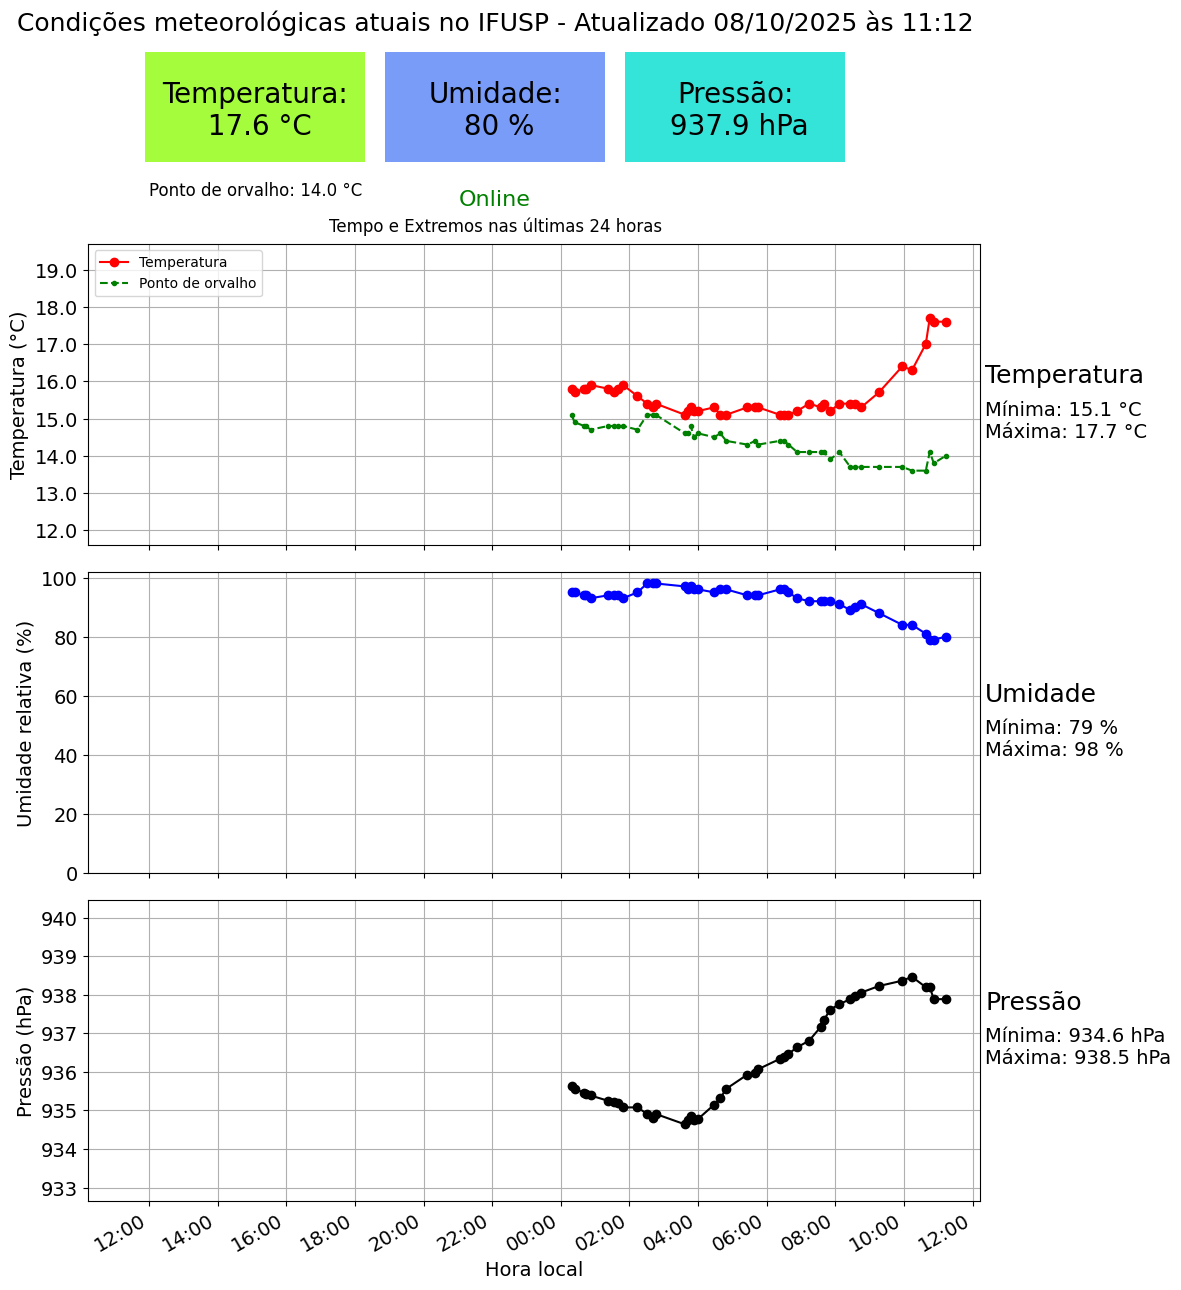 Condições meteorológicas atuais no IFUSP - Atualizado 08/10/2025 às 11:12
Temperatura:
17.6 °C
Umidade:
80 %
Pressão:
937.9 hPa
Ponto de orvalho: 14.0 °C
Online
Tempo e Extremos nas últimas 24 horas
Temperatura
Ponto de orvalho
Temperatura (°C)
19.0
18.0
17.0
16.0
15.0
14.0
13.0
12.0
Temperatura
Mínima: 15.1 °C
Máxima: 17.7 °C
Umidade relativa (%)
100
80
60
40
20
0
Umidade
Mínima: 79 %
Máxima: 98 %
Pressão (hPa)
940
939
938
937
936
935
934
933
Pressão
Mínima: 934.6 hPa
Máxima: 938.5 hPa
12:00 14:00 16:00 18:00 20:00 22:00 00:00 02:00 04:00 06:00 08:00 10:00 12:00
Hora local